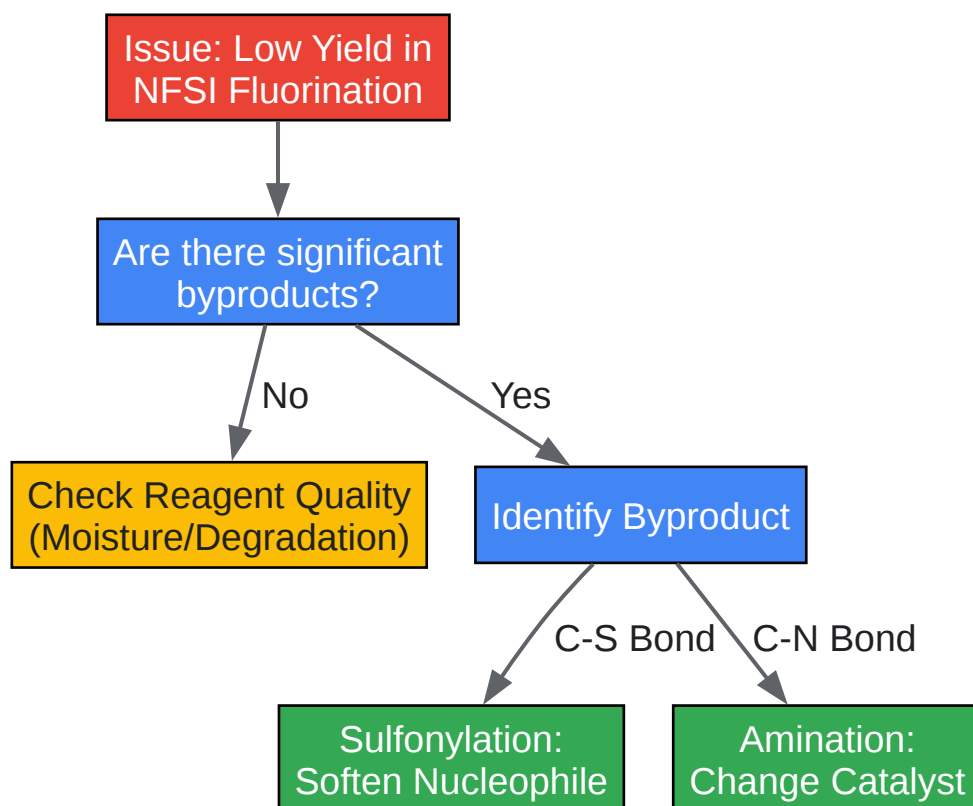 Issue: Low Yield in
NFSI Fluorination
Are there significant
byproducts?
No
Yes
Check Reagent Quality
(Moisture/Degradation)
Identify Byproduct
C-S Bond
C-N Bond
Sulfonylation:
Soften Nucleophile
Amination:
Change Catalyst